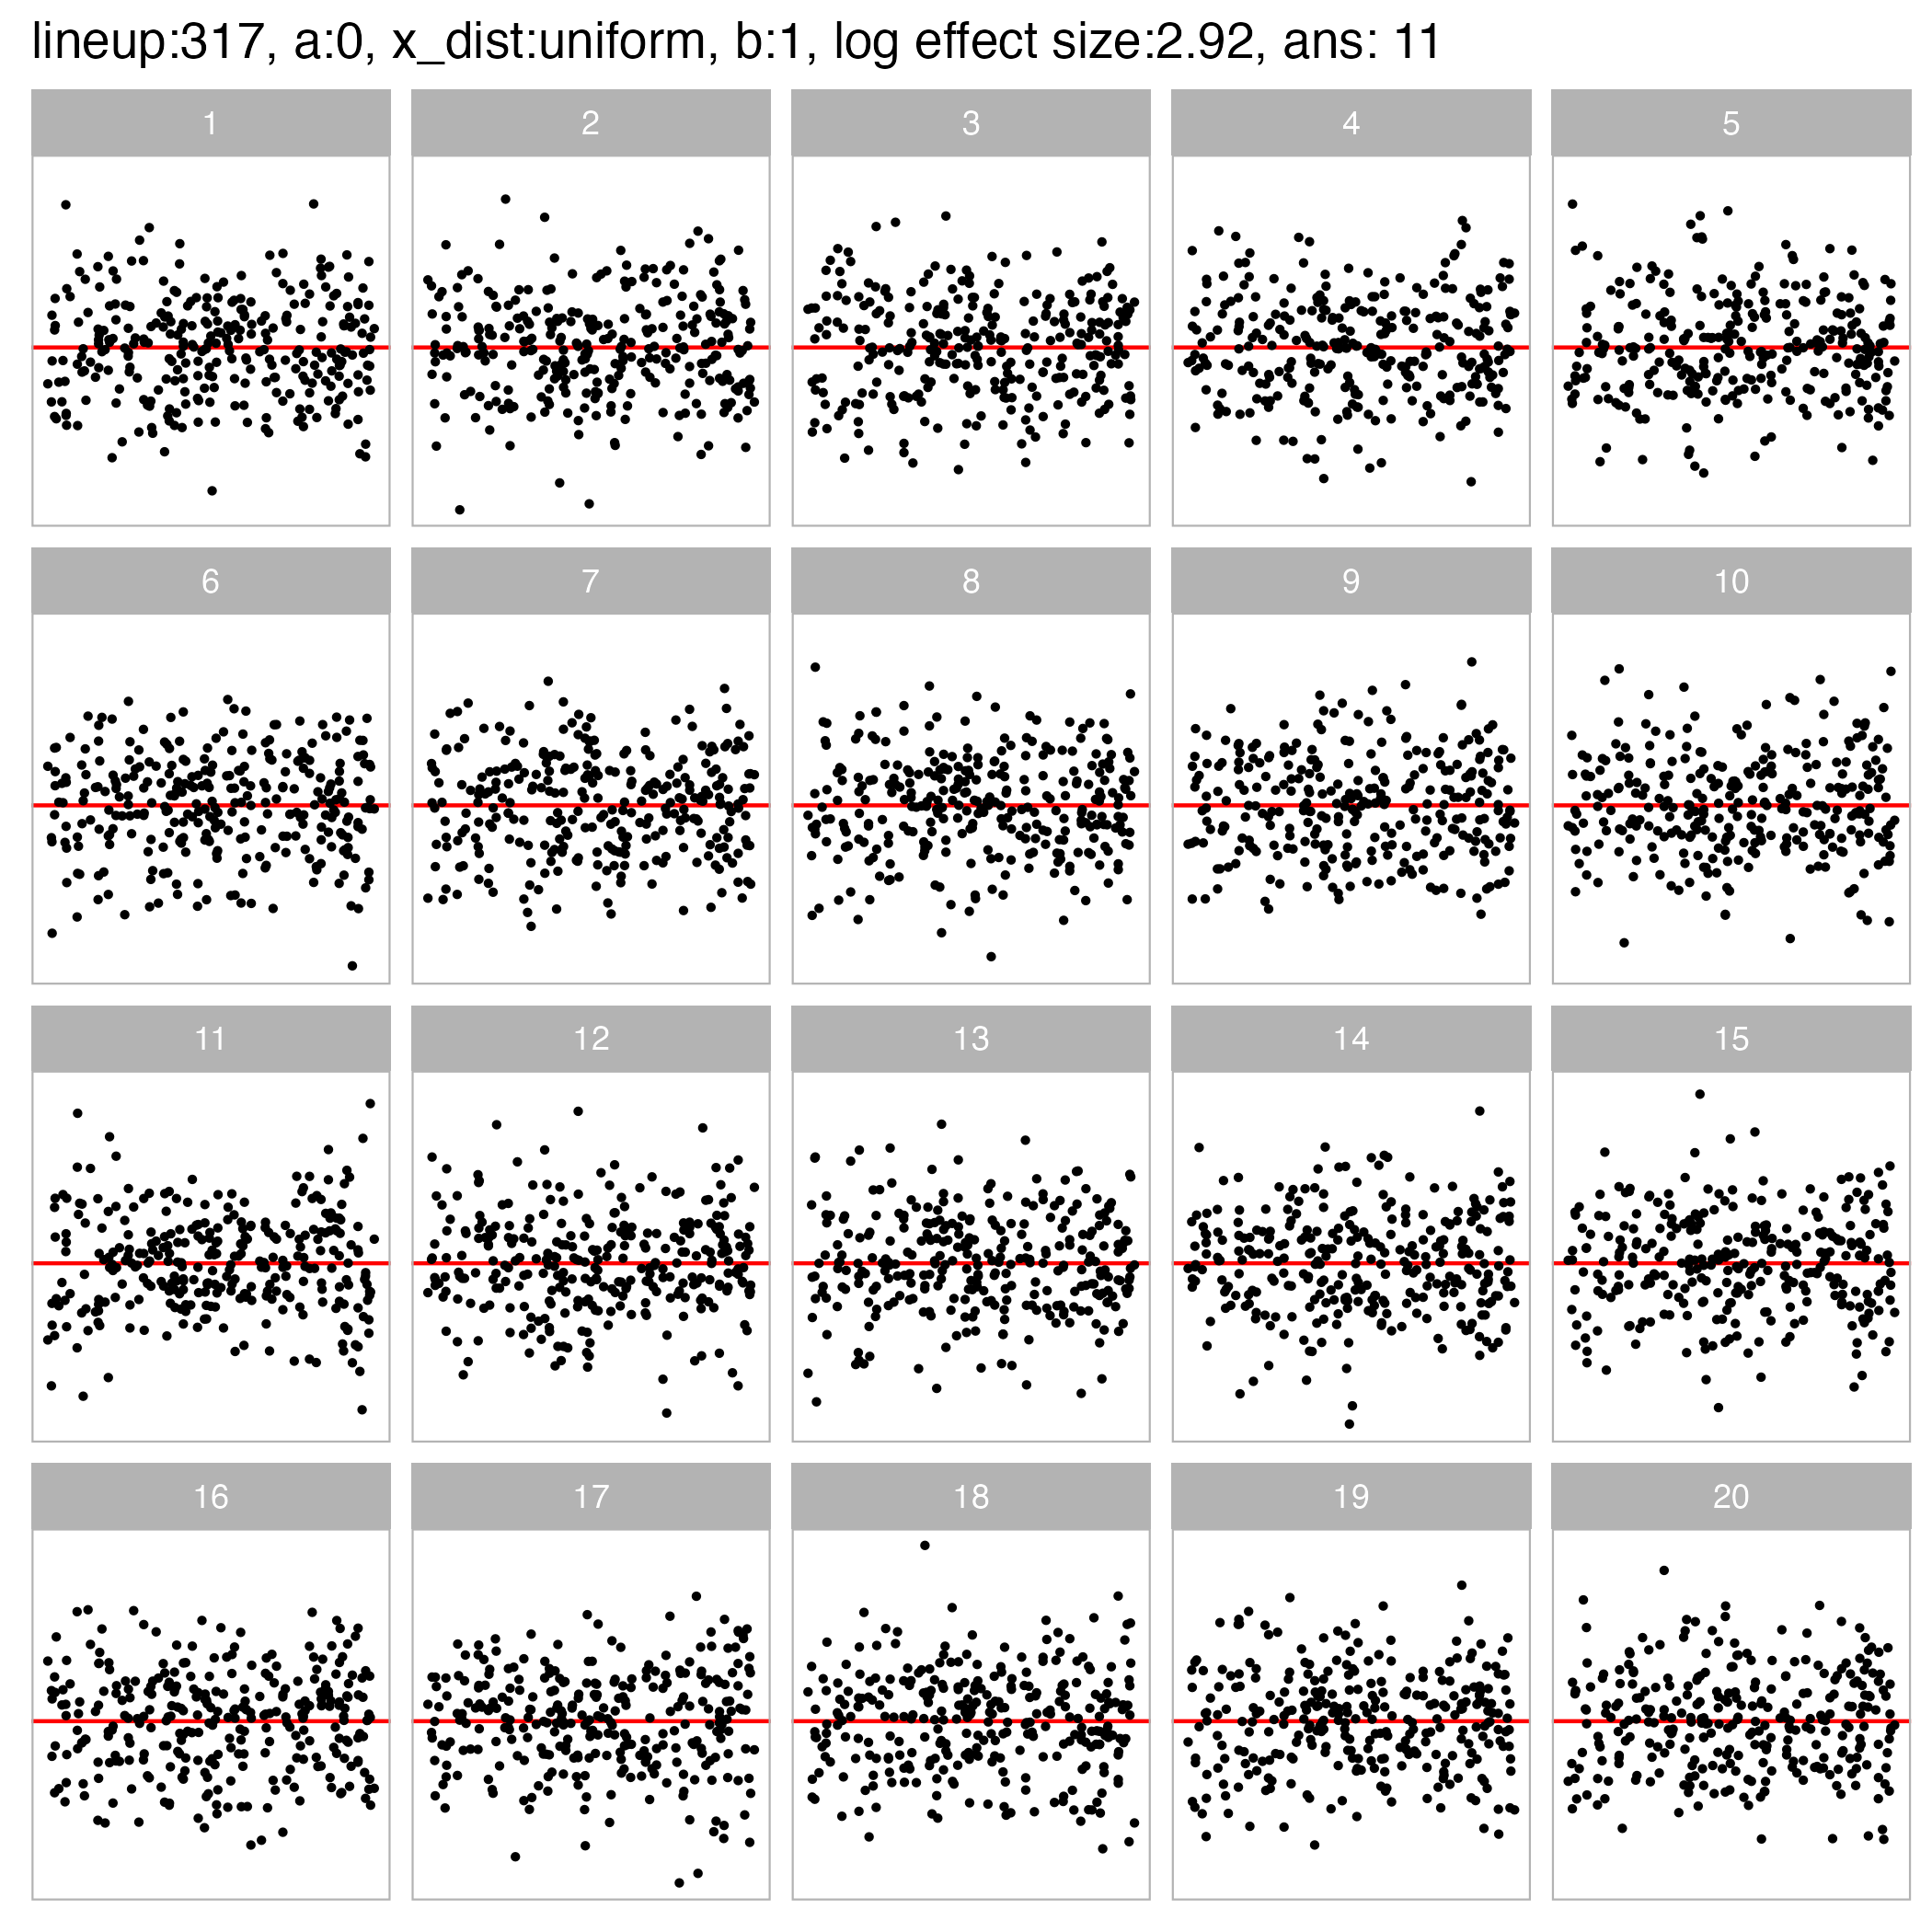 lineup:317, a:0, x_dist:uniform, b:1, log effect size:2.92, ans: 11
1 2 3 4 5
6 7 8 9 10
11 12 13 14 15
16 17 18 19 20